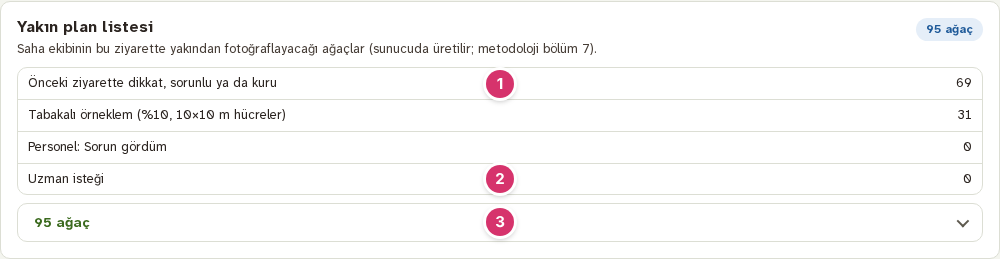 Yakın plan listesi
95 ağaç
Saha ekibinin bu ziyarette yakından fotoğraflayacağı ağaçlar (sunucuda üretilir; metodoloji bölüm 7).
Önceki ziyarette dikkat, sorunlu ya da kuru 1 69
Tabakalı örneklem (%10, 10×10 m hücreler) 31
Personel: Sorun gördüm 0
Uzman isteği 2 0
95 ağaç 3